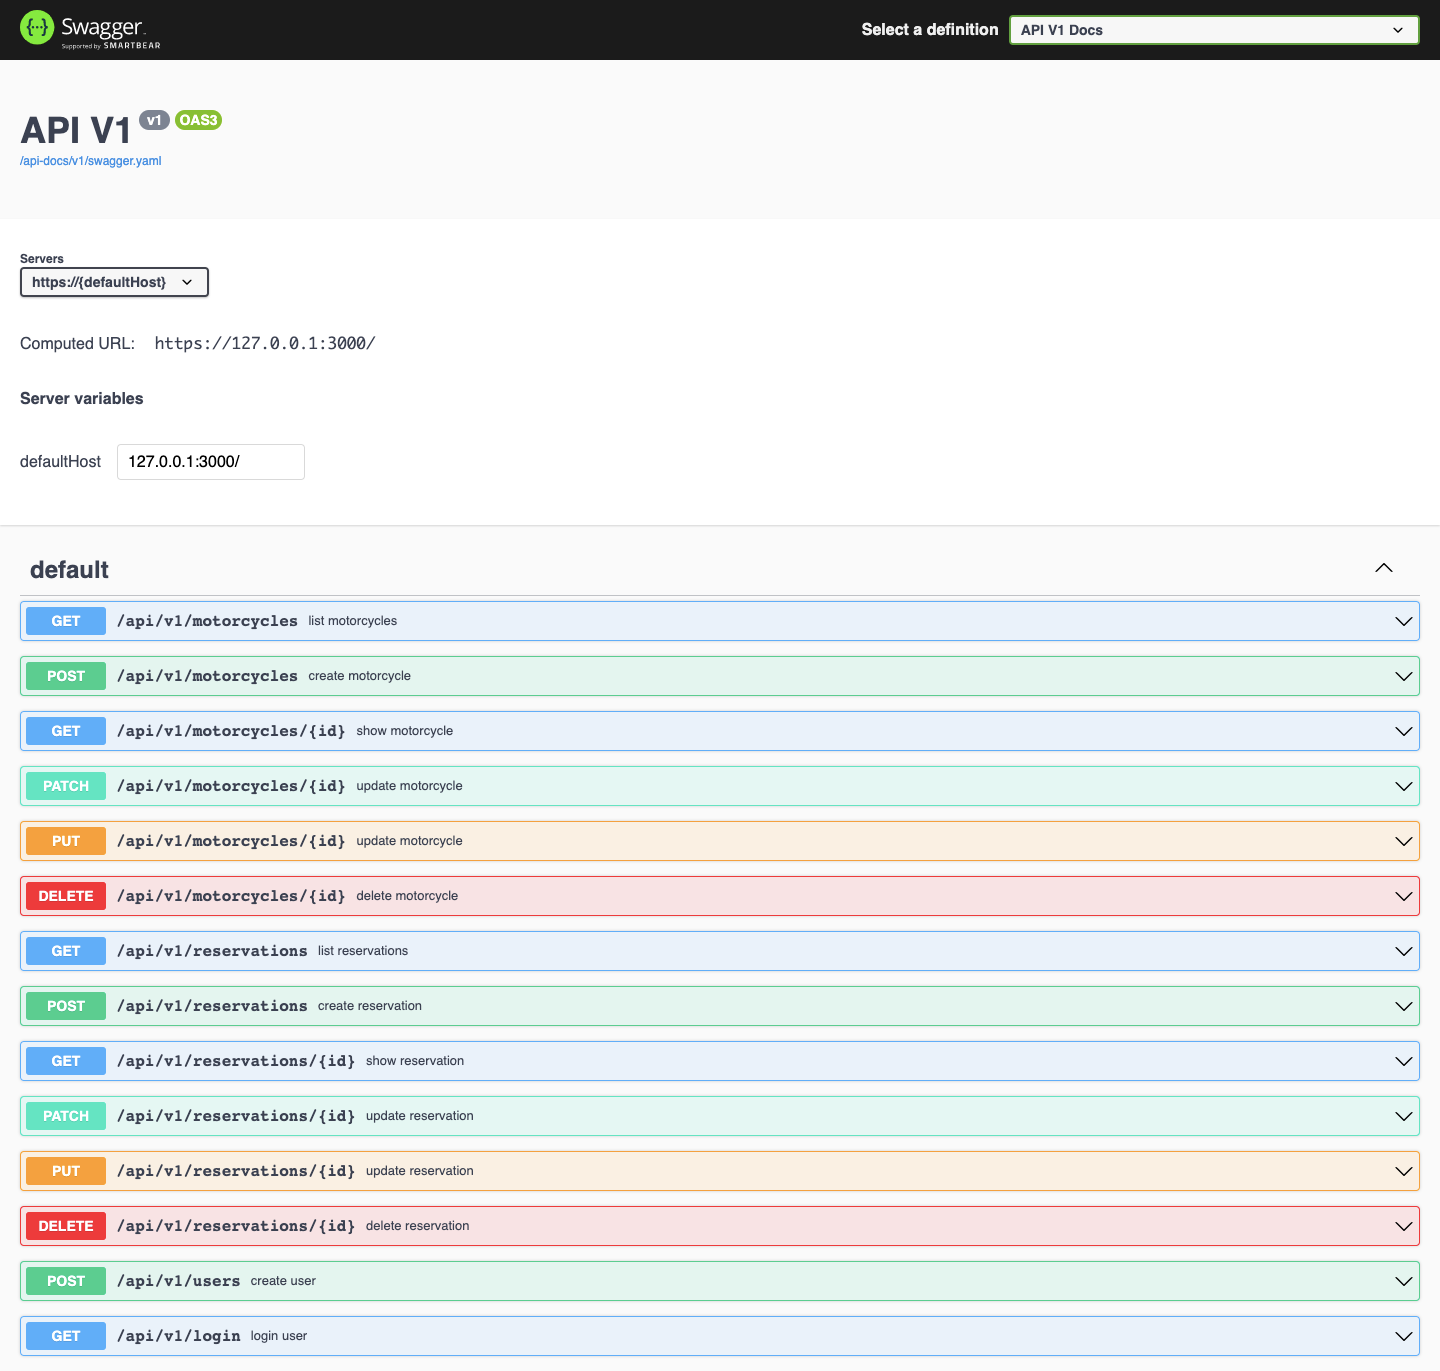 Swagger
Supported by SMARTBEAR
Select a definition
API V1 Docs
API V1 v1 OAS3
/api-docs/v1/swagger.yaml
Servers
https://{defaultHost}
Computed URL: https://127.0.0.1:3000/
Server variables
defaultHost 127.0.0.1:3000/
default
GET /api/v1/motorcycles list motorcycles
POST /api/v1/motorcycles create motorcycle
GET /api/v1/motorcycles/{id} show motorcycle
PATCH /api/v1/motorcycles/{id} update motorcycle
PUT /api/v1/motorcycles/{id} update motorcycle
DELETE /api/v1/motorcycles/{id} delete motorcycle
GET /api/v1/reservations list reservations
POST /api/v1/reservations create reservation
GET /api/v1/reservations/{id} show reservation
PATCH /api/v1/reservations/{id} update reservation
PUT /api/v1/reservations/{id} update reservation
DELETE /api/v1/reservations/{id} delete reservation
POST /api/v1/users create user
GET /api/v1/login login user